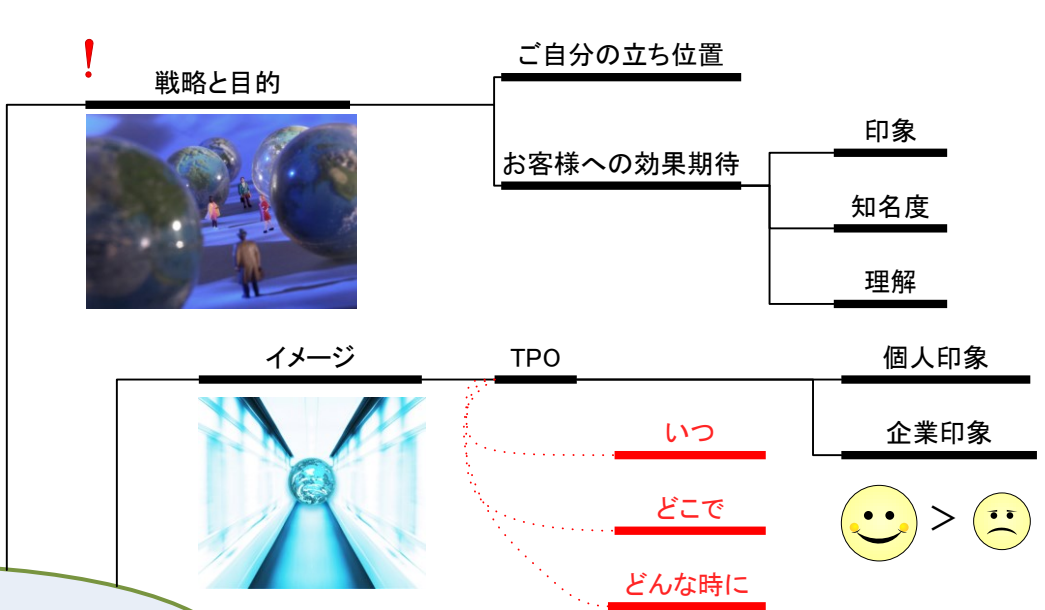 !
戦略と目的
ご自分の立ち位置
お客様への効果期待
印象
知名度
理解
イメージ
TPO
個人印象
企業印象
いつ
どこで
どんな時に
>